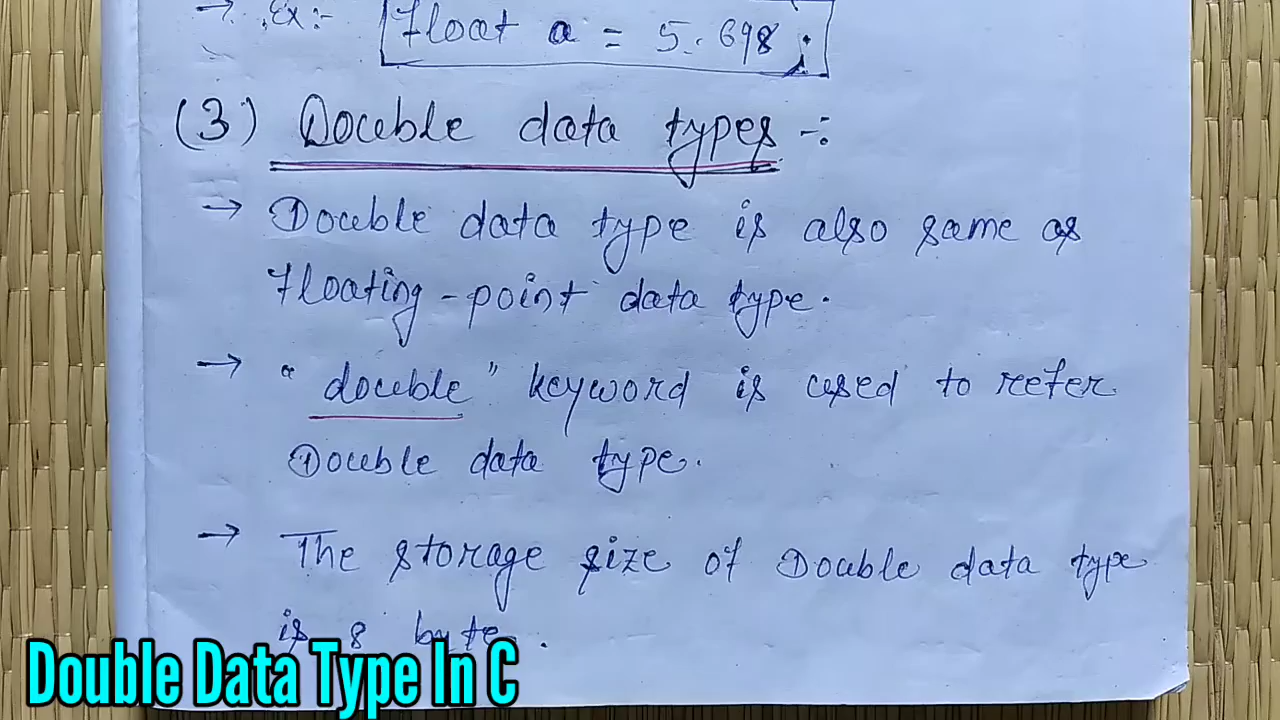 → Ex:- Float a = 5.698;
(3) Double data types -:
→ Double data type is also same as
Floating-point data type.
→ "double" keyword is used to refer
Double data type.
→ The storage size of Double data type
is 8 byte.
Double Data Type In C